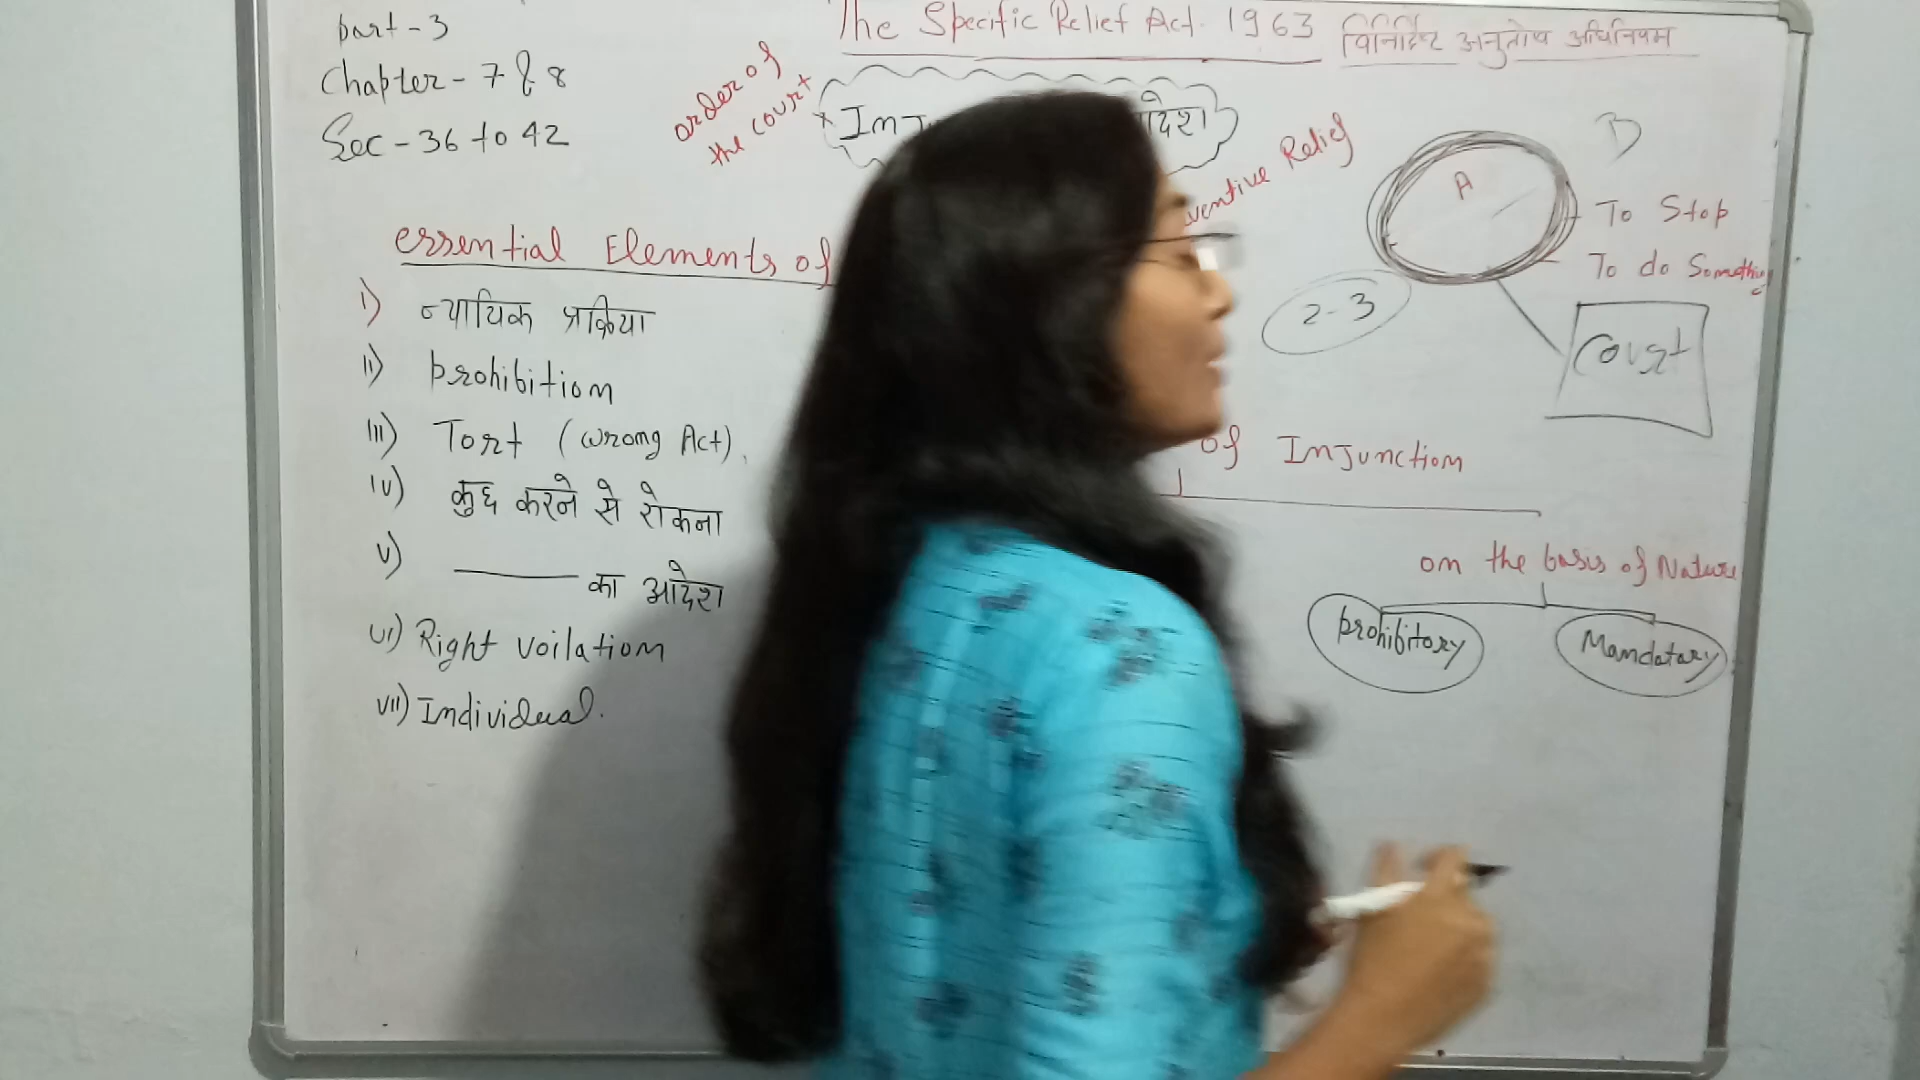 part-3
Chapter-7 & 8
Sec-36 to 42
The Specific Relief Act. 1963 विनिर्दिष्ट अनुतोष अधिनियम
order of
the court
Relief
essential Elements of
i) न्यायिक प्रक्रिया
ii) prohibition
iii) Tort (wrong Act),
iv) कुछ करने से रोकना
v) ______ का आदेश
vi) Right voilation
vii) Individual.
A
B
To Stop
To do Something
2-3
Court
of Injunction
on the basis of Nature
prohibitory
Mandatary